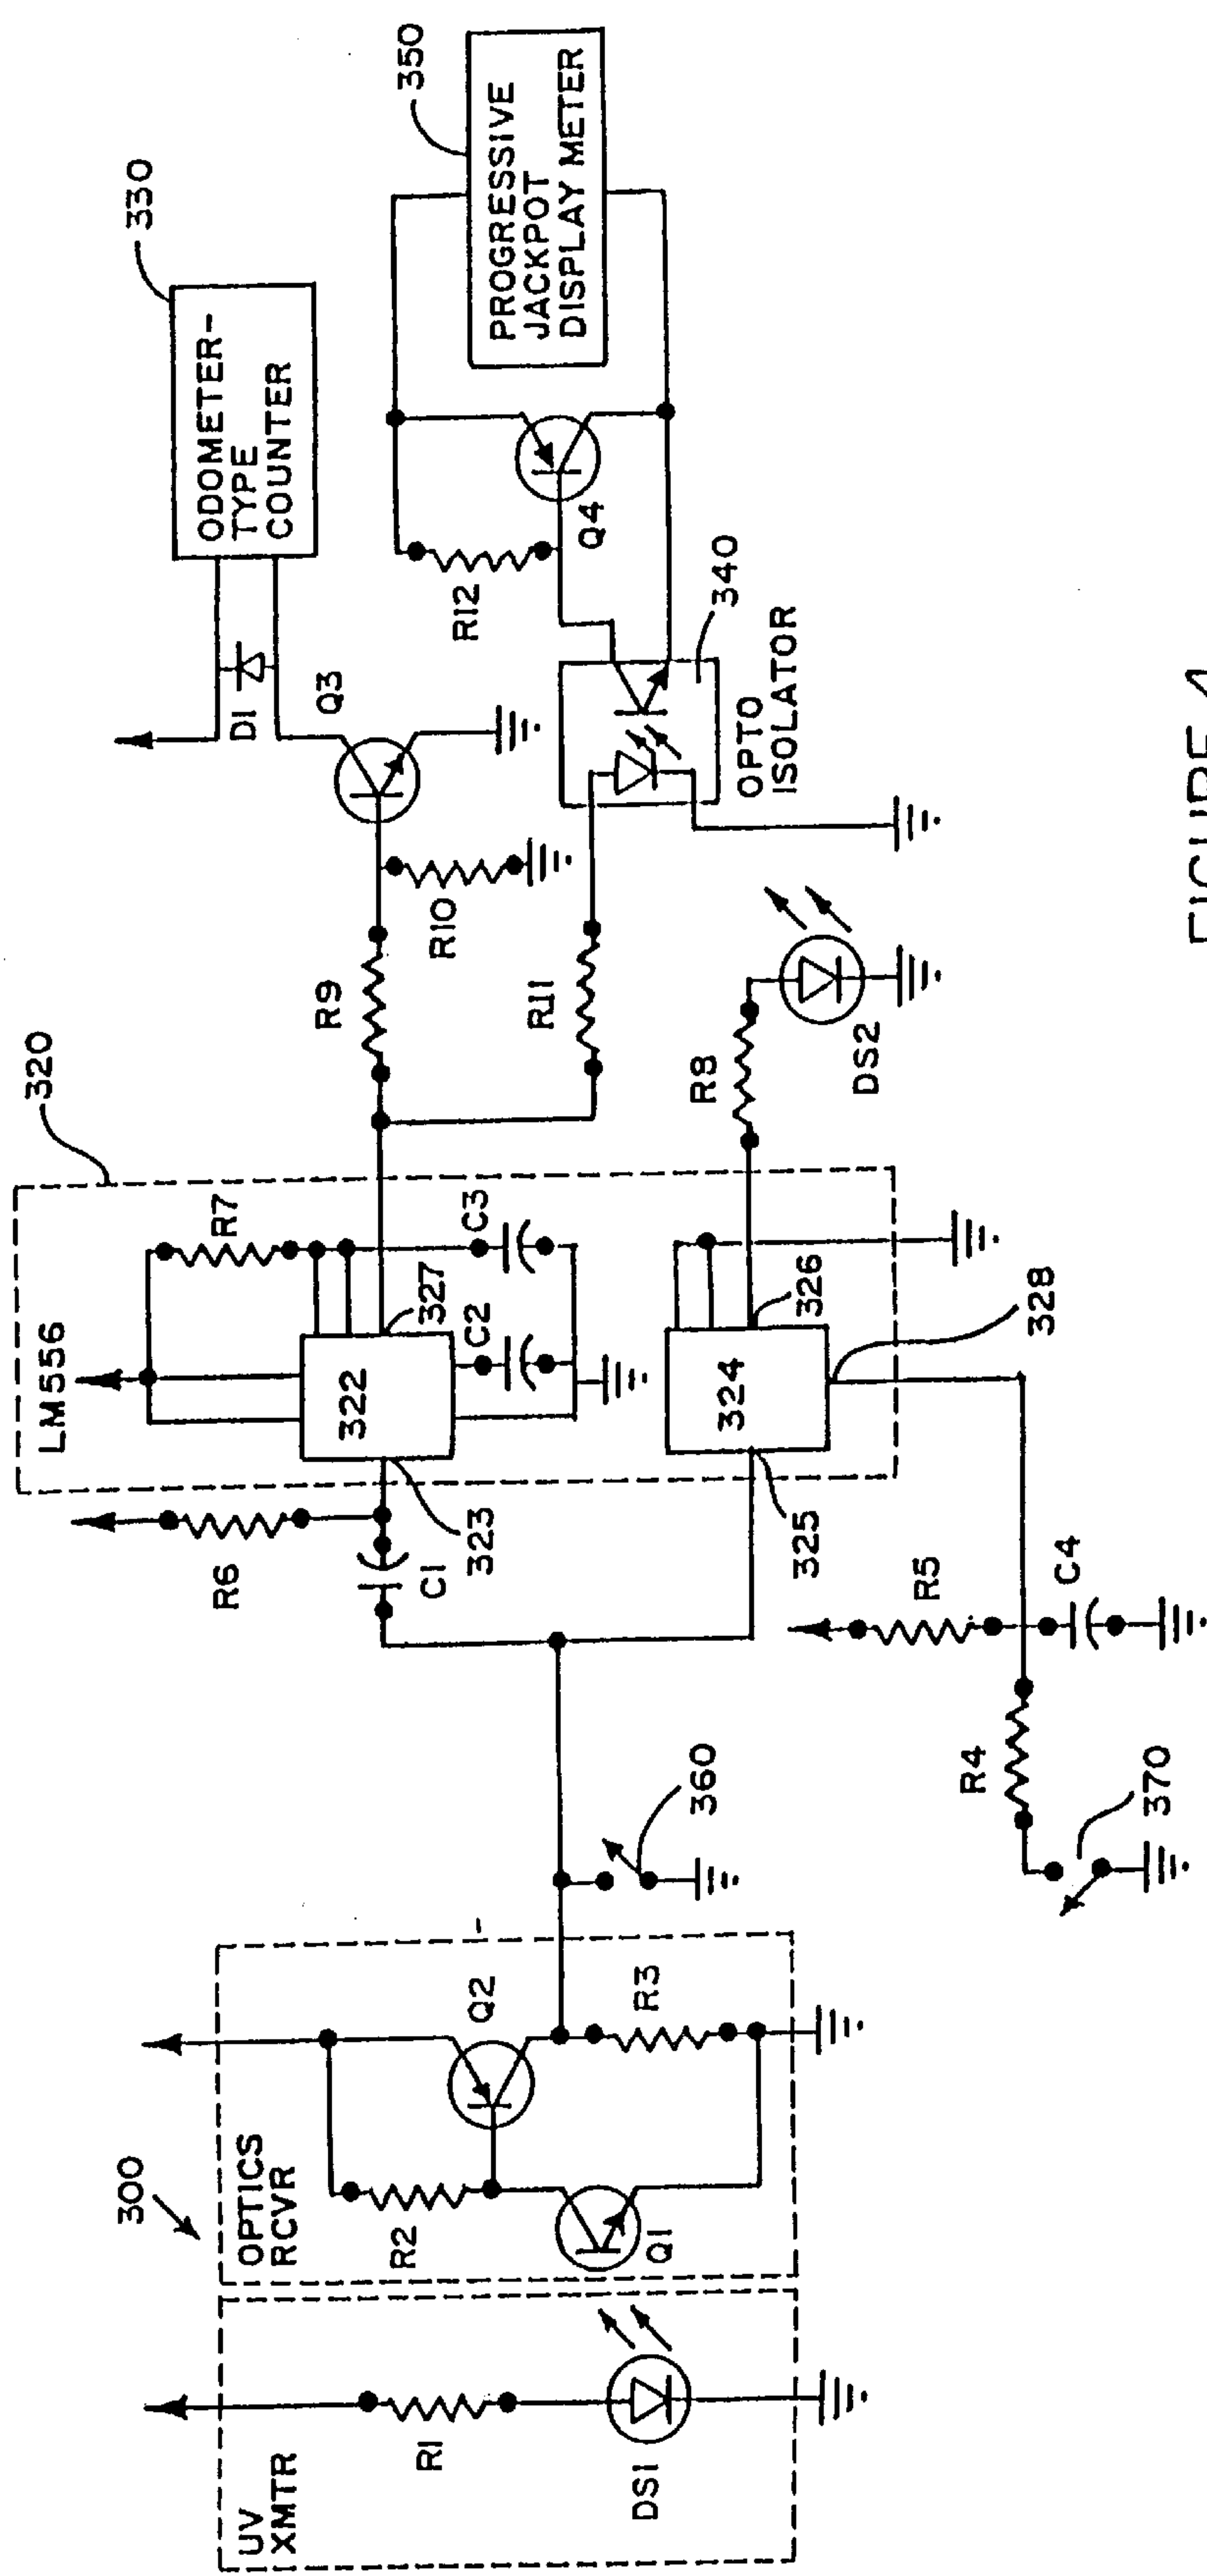 300
UV
XMTR
R1
DS1
OPTICS
RCVR
R2
Q2
Q1
R3
360
R4
370
R5
C4
R6
C1
323
325
320
LM556
R7
322
327
C2
C3
324
326
328
R9
R10
R11
R8
DS2
Q3
D1
330
ODOMETER-
TYPE
COUNTER
R12
Q4
340
OPTO
ISOLATOR
350
PROGRESSIVE
JACKPOT
DISPLAY METER
FIGURE 4